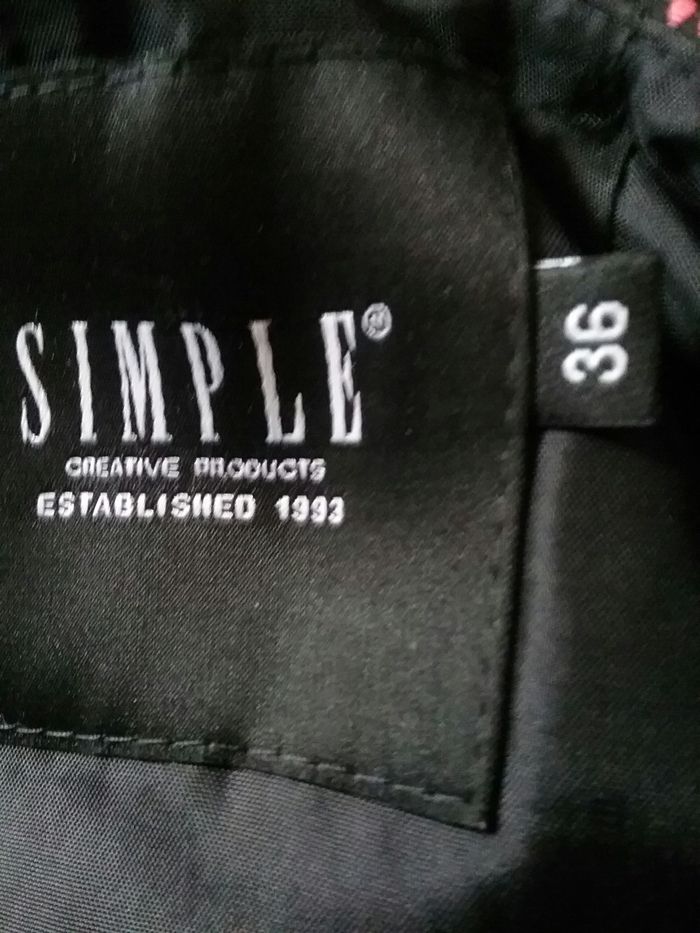 SIMPLE®
CREATIVE PRODUCTS
ESTABLISHED 1993
36